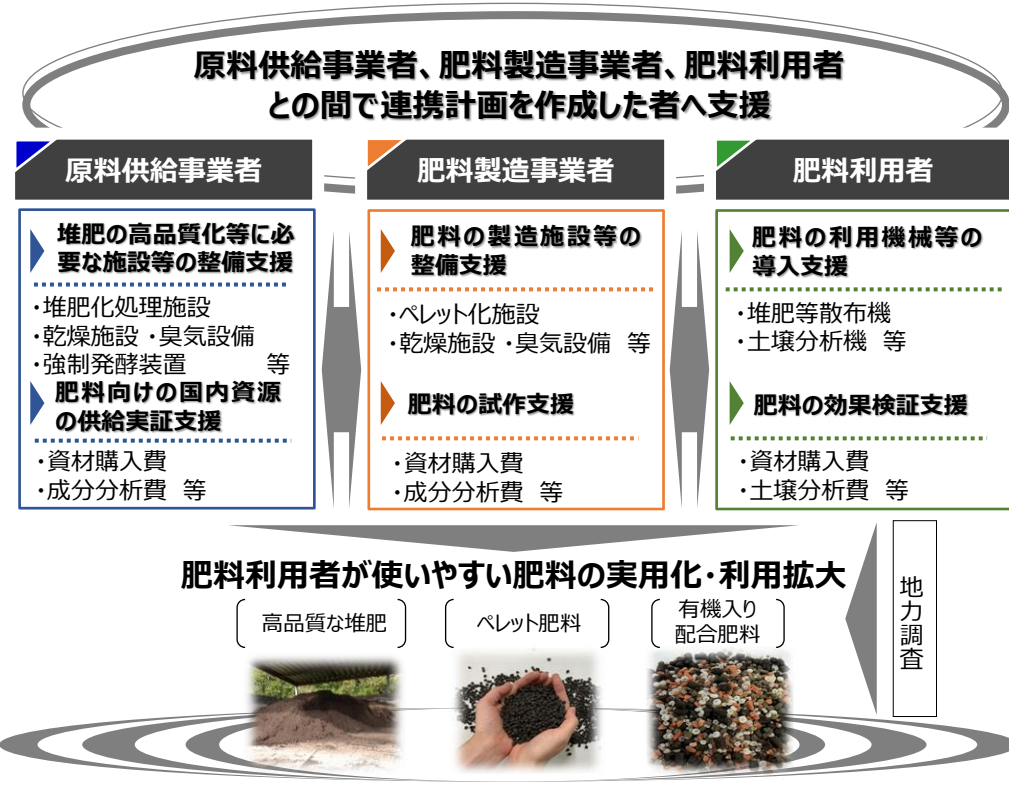 原料供給事業者、肥料製造事業者、肥料利用者
との間で連携計画を作成した者へ支援
原料供給事業者
堆肥の高品質化等に必
要な施設等の整備支援
・堆肥化処理施設
・乾燥施設・臭気設備
・強制発酵装置 等
肥料向けの国内資源
の供給実証支援
・資材購入費
・成分分析費 等
肥料製造事業者
肥料の製造施設等の
整備支援
・ペレット化施設
・乾燥施設・臭気設備 等
肥料の試作支援
・資材購入費
・成分分析費 等
肥料利用者
肥料の利用機械等の
導入支援
・堆肥等散布機
・土壌分析機 等
肥料の効果検証支援
・資材購入費
・土壌分析費 等
肥料利用者が使いやすい肥料の実用化・利用拡大
高品質な堆肥
ペレット肥料
有機入り
配合肥料
地力調査